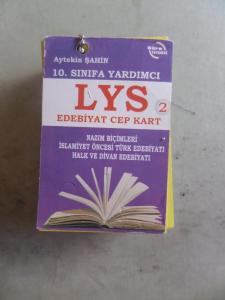 Aytekin ŞAHİN
10. SINIFA YARDIMCI
LYS 2
EDEBİYAT CEP KART
NAZIM BİÇİMLERİ
İSLAMİYET ÖNCESİ TÜRK EDEBİYATI
HALK VE DİVAN EDEBİYATI